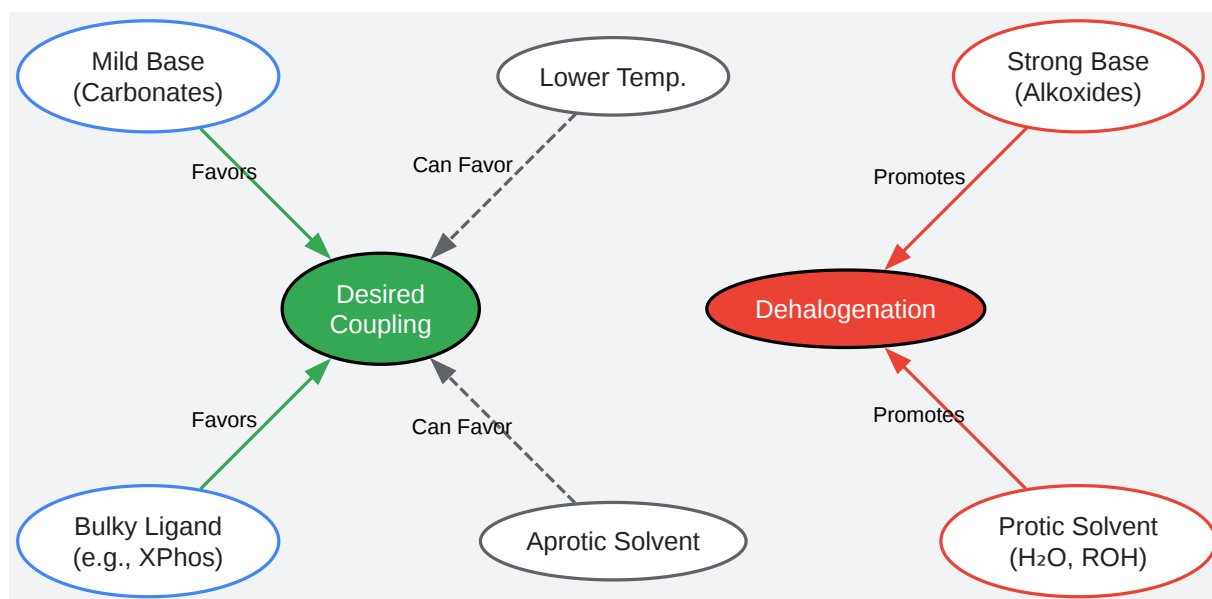 Mild Base
(Carbonates)
Lower Temp.
Strong Base
(Alkoxides)
Favors
Can Favor
Promotes
Desired
Coupling
Dehalogenation
Favors
Can Favor
Promotes
Bulky Ligand
(e.g., XPhos)
Aprotic Solvent
Protic Solvent
(H₂O, ROH)